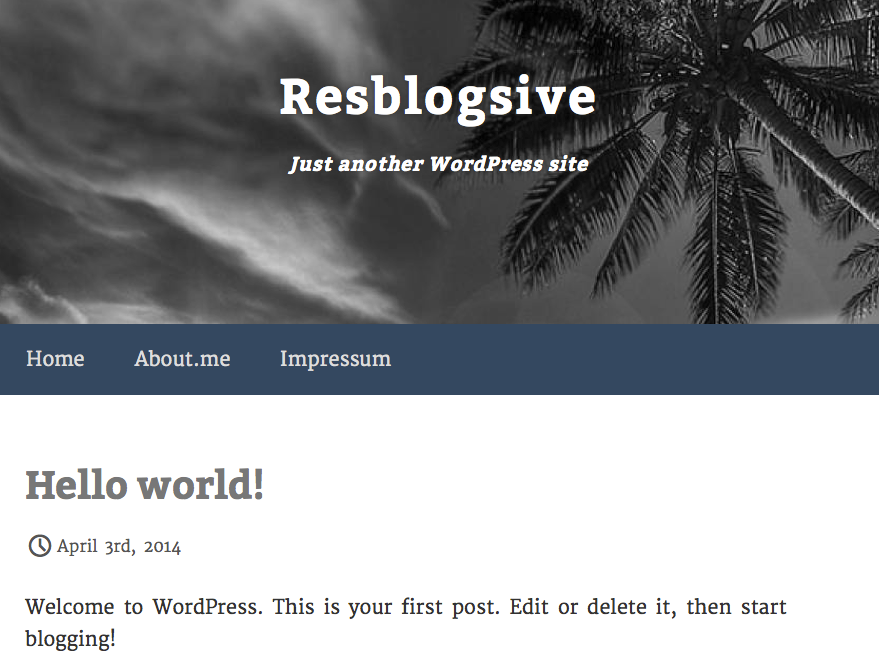 Resblogsive
Just another WordPress site
Home About.me Impressum
Hello world!
April 3rd, 2014
Welcome to WordPress. This is your first post. Edit or delete it, then start
blogging!